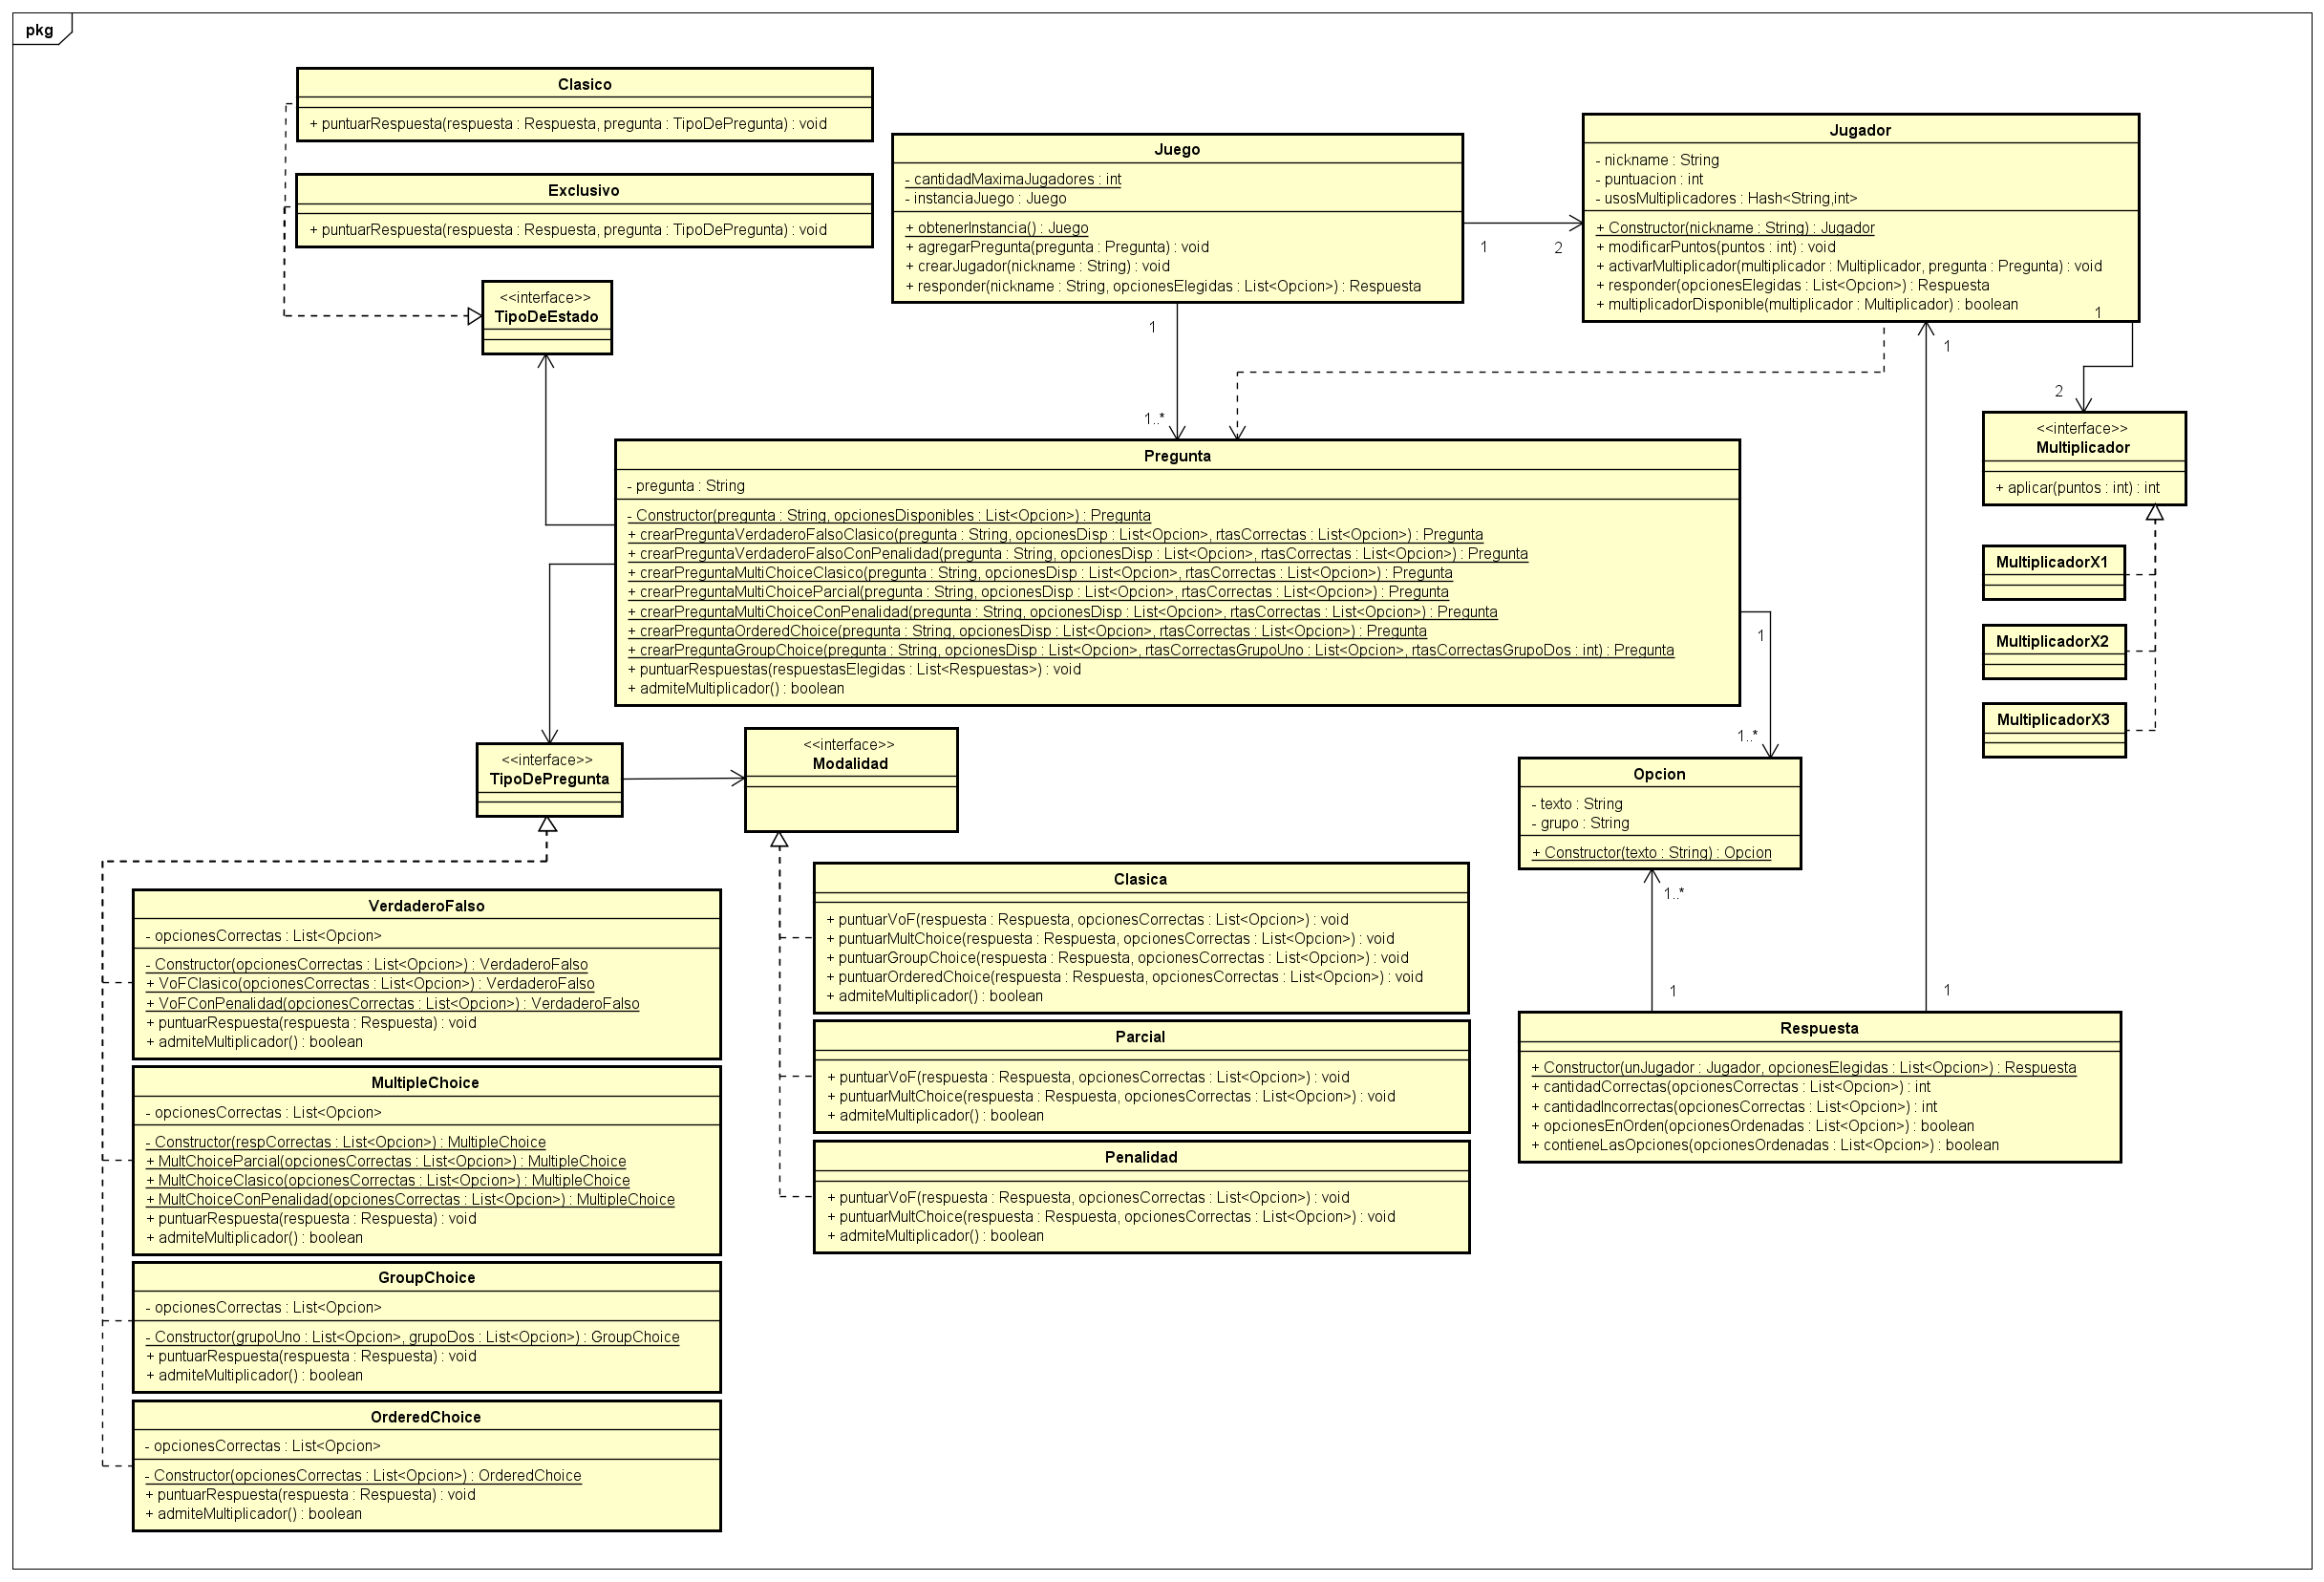 pkg
Clasico
+ puntuarRespuesta(respuesta : Respuesta, pregunta : TipoDePregunta) : void
Exclusivo
+ puntuarRespuesta(respuesta : Respuesta, pregunta : TipoDePregunta) : void
<<interface>>
TipoDeEstado
Juego
- cantidadMaximaJugadores : int
- instanciaJuego : Juego
+ obtenerInstancia() : Juego
+ agregarPregunta(pregunta : Pregunta) : void
+ crearJugador(nickname : String) : void
+ responder(nickname : String, opcionesElegidas : List<Opcion>) : Respuesta
1
2
1
1..*
Jugador
- nickname : String
- puntuacion : int
- usosMultiplicadores : Hash<String,int>
+ Constructor(nickname : String) : Jugador
+ modificarPuntos(puntos : int) : void
+ activarMultiplicador(multiplicador : Multiplicador, pregunta : Pregunta) : void
+ responder(opcionesElegidas : List<Opcion>) : Respuesta
+ multiplicadorDisponible(multiplicador : Multiplicador) : boolean
1
1
2
<<interface>>
Multiplicador
+ aplicar(puntos : int) : int
MultiplicadorX1
MultiplicadorX2
MultiplicadorX3
Pregunta
- pregunta : String
- Constructor(pregunta : String, opcionesDisponibles : List<Opcion>) : Pregunta
+ crearPreguntaVerdaderoFalsoClasico(pregunta : String, opcionesDisp : List<Opcion>, rtasCorrectas : List<Opcion>) : Pregunta
+ crearPreguntaVerdaderoFalsoConPenalidad(pregunta : String, opcionesDisp : List<Opcion>, rtasCorrectas : List<Opcion>) : Pregunta
+ crearPreguntaMultiChoiceClasico(pregunta : String, opcionesDisp : List<Opcion>, rtasCorrectas : List<Opcion>) : Pregunta
+ crearPreguntaMultiChoiceParcial(pregunta : String, opcionesDisp : List<Opcion>, rtasCorrectas : List<Opcion>) : Pregunta
+ crearPreguntaMultiChoiceConPenalidad(pregunta : String, opcionesDisp : List<Opcion>, rtasCorrectas : List<Opcion>) : Pregunta
+ crearPreguntaOrderedChoice(pregunta : String, opcionesDisp : List<Opcion>, rtasCorrectas : List<Opcion>) : Pregunta
+ crearPreguntaGroupChoice(pregunta : String, opcionesDisp : List<Opcion>, rtasCorrectasGrupoUno : List<Opcion>, rtasCorrectasGrupoDos : int) : Pregunta
+ puntuarRespuestas(respuestasElegidas : List<Respuestas>) : void
+ admiteMultiplicador() : boolean
1
1..*
<<interface>>
TipoDePregunta
<<interface>>
Modalidad
Opcion
- texto : String
- grupo : String
+ Constructor(texto : String) : Opcion
1..*
1
1
VerdaderoFalso
- opcionesCorrectas : List<Opcion>
- Constructor(opcionesCorrectas : List<Opcion>) : VerdaderoFalso
+ VoFClasico(opcionesCorrectas : List<Opcion>) : VerdaderoFalso
+ VoFConPenalidad(opcionesCorrectas : List<Opcion>) : VerdaderoFalso
+ puntuarRespuesta(respuesta : Respuesta) : void
+ admiteMultiplicador() : boolean
MultipleChoice
- opcionesCorrectas : List<Opcion>
- Constructor(respCorrectas : List<Opcion>) : MultipleChoice
+ MultChoiceParcial(opcionesCorrectas : List<Opcion>) : MultipleChoice
+ MultChoiceClasico(opcionesCorrectas : List<Opcion>) : MultipleChoice
+ MultChoiceConPenalidad(opcionesCorrectas : List<Opcion>) : MultipleChoice
+ puntuarRespuesta(respuesta : Respuesta) : void
+ admiteMultiplicador() : boolean
GroupChoice
- opcionesCorrectas : List<Opcion>
- Constructor(grupoUno : List<Opcion>, grupoDos : List<Opcion>) : GroupChoice
+ puntuarRespuesta(respuesta : Respuesta) : void
+ admiteMultiplicador() : boolean
OrderedChoice
- opcionesCorrectas : List<Opcion>
- Constructor(opcionesCorrectas : List<Opcion>) : OrderedChoice
+ puntuarRespuesta(respuesta : Respuesta) : void
+ admiteMultiplicador() : boolean
Clasica
+ puntuarVoF(respuesta : Respuesta, opcionesCorrectas : List<Opcion>) : void
+ puntuarMultChoice(respuesta : Respuesta, opcionesCorrectas : List<Opcion>) : void
+ puntuarGroupChoice(respuesta : Respuesta, opcionesCorrectas : List<Opcion>) : void
+ puntuarOrderedChoice(respuesta : Respuesta, opcionesCorrectas : List<Opcion>) : void
+ admiteMultiplicador() : boolean
Parcial
+ puntuarVoF(respuesta : Respuesta, opcionesCorrectas : List<Opcion>) : void
+ puntuarMultChoice(respuesta : Respuesta, opcionesCorrectas : List<Opcion>) : void
+ admiteMultiplicador() : boolean
Penalidad
+ puntuarVoF(respuesta : Respuesta, opcionesCorrectas : List<Opcion>) : void
+ puntuarMultChoice(respuesta : Respuesta, opcionesCorrectas : List<Opcion>) : void
+ admiteMultiplicador() : boolean
Respuesta
+ Constructor(unJugador : Jugador, opcionesElegidas : List<Opcion>) : Respuesta
+ cantidadCorrectas(opcionesCorrectas : List<Opcion>) : int
+ cantidadIncorrectas(opcionesCorrectas : List<Opcion>) : int
+ opcionesEnOrden(opcionesOrdenadas : List<Opcion>) : boolean
+ contieneLasOpciones(opcionesOrdenadas : List<Opcion>) : boolean